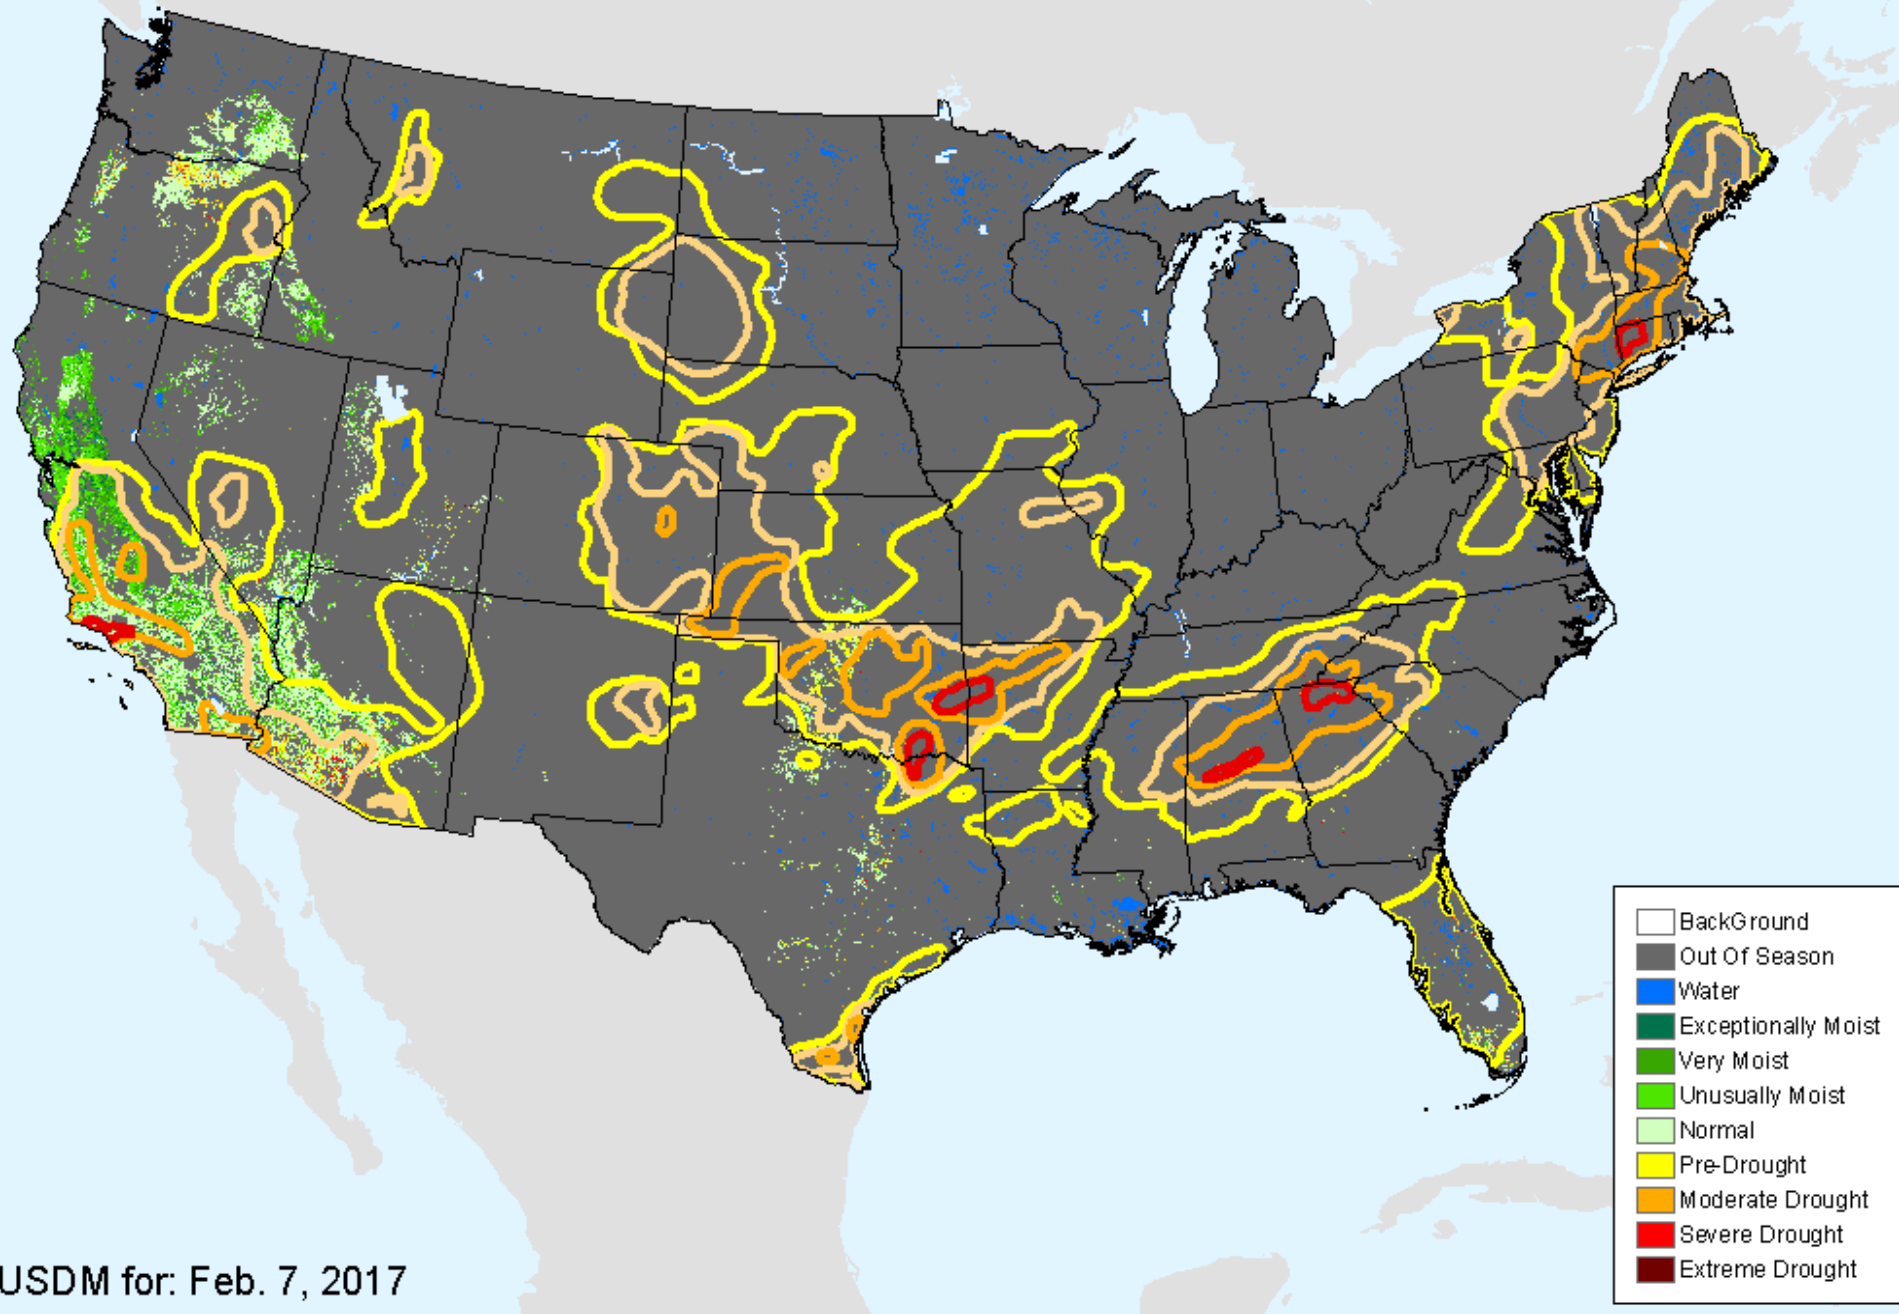 BackGround
Out Of Season
Water
Exceptionally Moist
Very Moist
Unusually Moist
Normal
Pre-Drought
Moderate Drought
Severe Drought
Extreme Drought
USDM for: Feb. 7, 2017